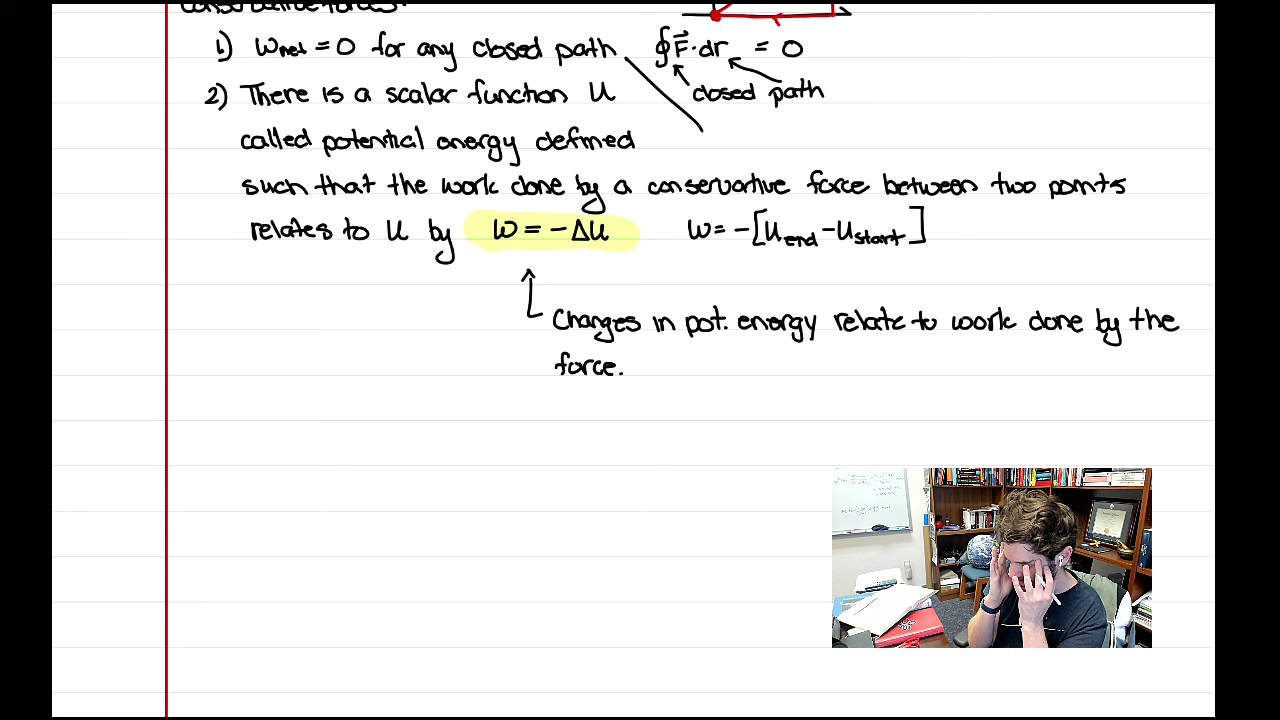 conservative forces:
1) Wnet = 0 for any closed path ∮F⃗·dr = 0
2) There is a scalar function U closed path
called potential energy defined
such that the work done by a conservative force between two points
relates to U by W = -ΔU W = -[Uend - Ustart]
Changes in pot. energy relate to work done by the
force.